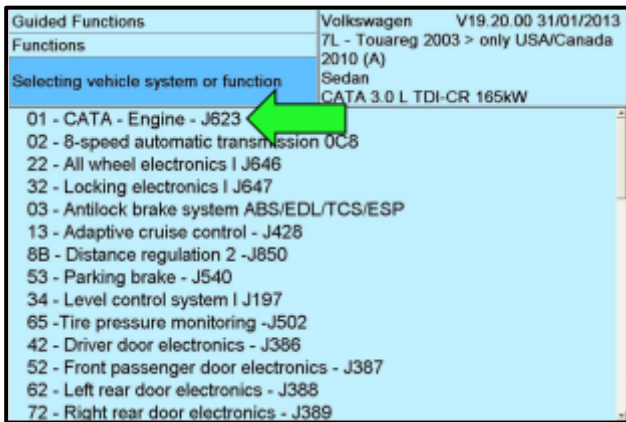 Guided Functions
Functions
Selecting vehicle system or function
Volkswagen V19.20.00 31/01/2013
7L - Touareg 2003 > only USA/Canada
2010 (A)
Sedan
CATA 3.0 L TDI-CR 165kW
01 - CATA - Engine - J623
02 - 8-speed automatic transmission 0C8
22 - All wheel electronics I J646
32 - Locking electronics I J647
03 - Antilock brake system ABS/EDL/TCS/ESP
13 - Adaptive cruise control - J428
8B - Distance regulation 2 -J850
53 - Parking brake - J540
34 - Level control system I J197
65 -Tire pressure monitoring -J502
42 - Driver door electronics - J386
52 - Front passenger door electronics - J387
62 - Left rear door electronics - J388
72 - Right rear door electronics - J389